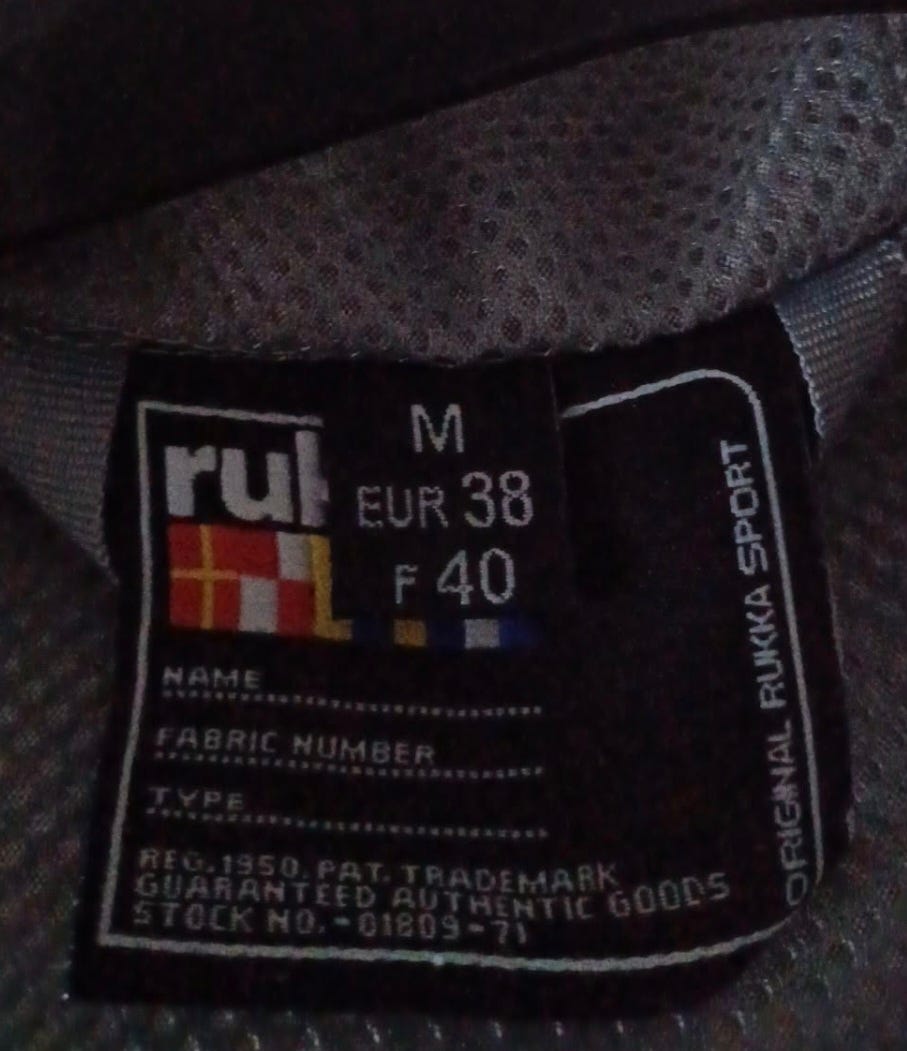 M
EUR 38
F 40
ruk
NAME
FABRIC NUMBER
TYPE
REG.1950. PAT. TRADEMARK
GUARANTEED AUTHENTIC GOODS
STOCK NO.-01809-71
ORIGINAL RUKKA SPORT